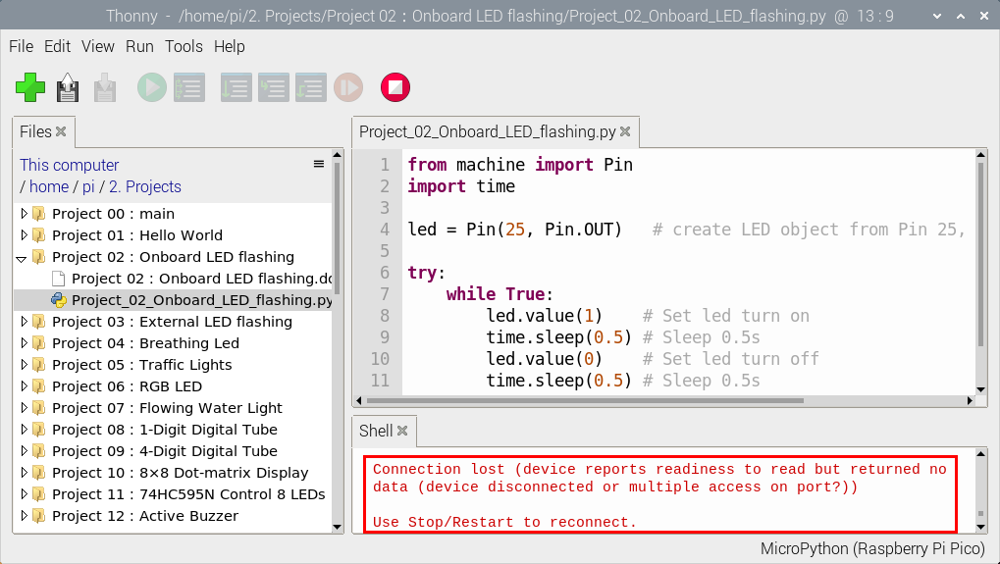 Thonny - /home/pi/2. Projects/Project 02 : Onboard LED flashing/Project_02_Onboard_LED_flashing.py @ 13 : 9
File Edit View Run Tools Help
Files
This computer
/ home / pi / 2. Projects
Project 00 : main
Project 01 : Hello World
Project 02 : Onboard LED flashing
Project 02 : Onboard LED flashing.do
Project_02_Onboard_LED_flashing.py
Project 03 : External LED flashing
Project 04 : Breathing Led
Project 05 : Traffic Lights
Project 06 : RGB LED
Project 07 : Flowing Water Light
Project 08 : 1-Digit Digital Tube
Project 09 : 4-Digit Digital Tube
Project 10 : 8×8 Dot-matrix Display
Project 11 : 74HC595N Control 8 LEDs
Project 12 : Active Buzzer
Project_02_Onboard_LED_flashing.py
1 from machine import Pin
2 import time
3
4 led = Pin(25, Pin.OUT)   # create LED object from Pin 25,
5
6 try:
7     while True:
8         led.value(1)    # Set led turn on
9         time.sleep(0.5) # Sleep 0.5s
10         led.value(0)    # Set led turn off
11         time.sleep(0.5) # Sleep 0.5s
Shell
Connection lost (device reports readiness to read but returned no
data (device disconnected or multiple access on port?))
Use Stop/Restart to reconnect.
MicroPython (Raspberry Pi Pico)